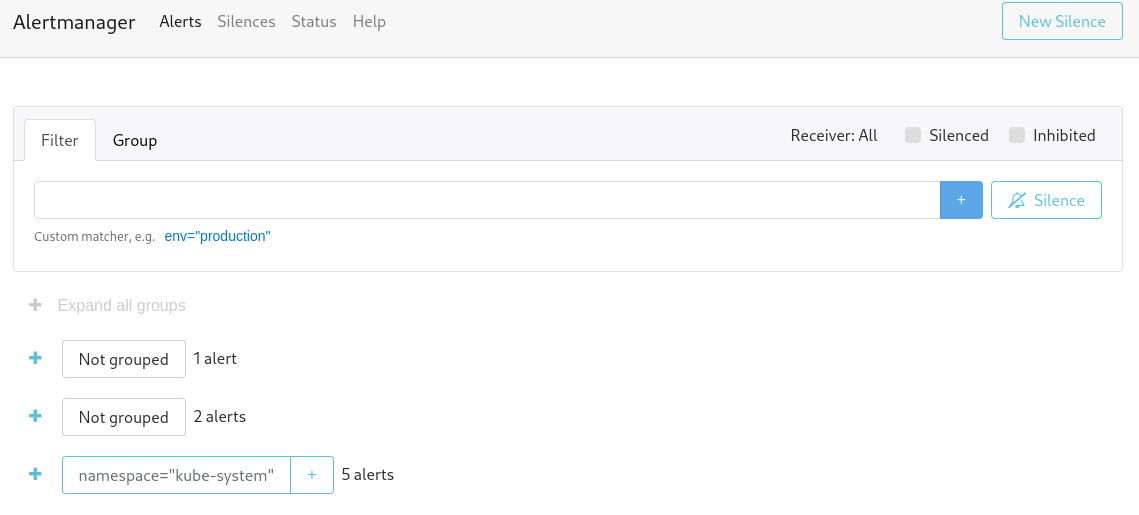 Alertmanager Alerts Silences Status Help New Silence
Filter Group Receiver: All Silenced Inhibited
+ Silence
Custom matcher, e.g. env="production"
+ Expand all groups
+ Not grouped 1 alert
+ Not grouped 2 alerts
+ namespace="kube-system" + 5 alerts